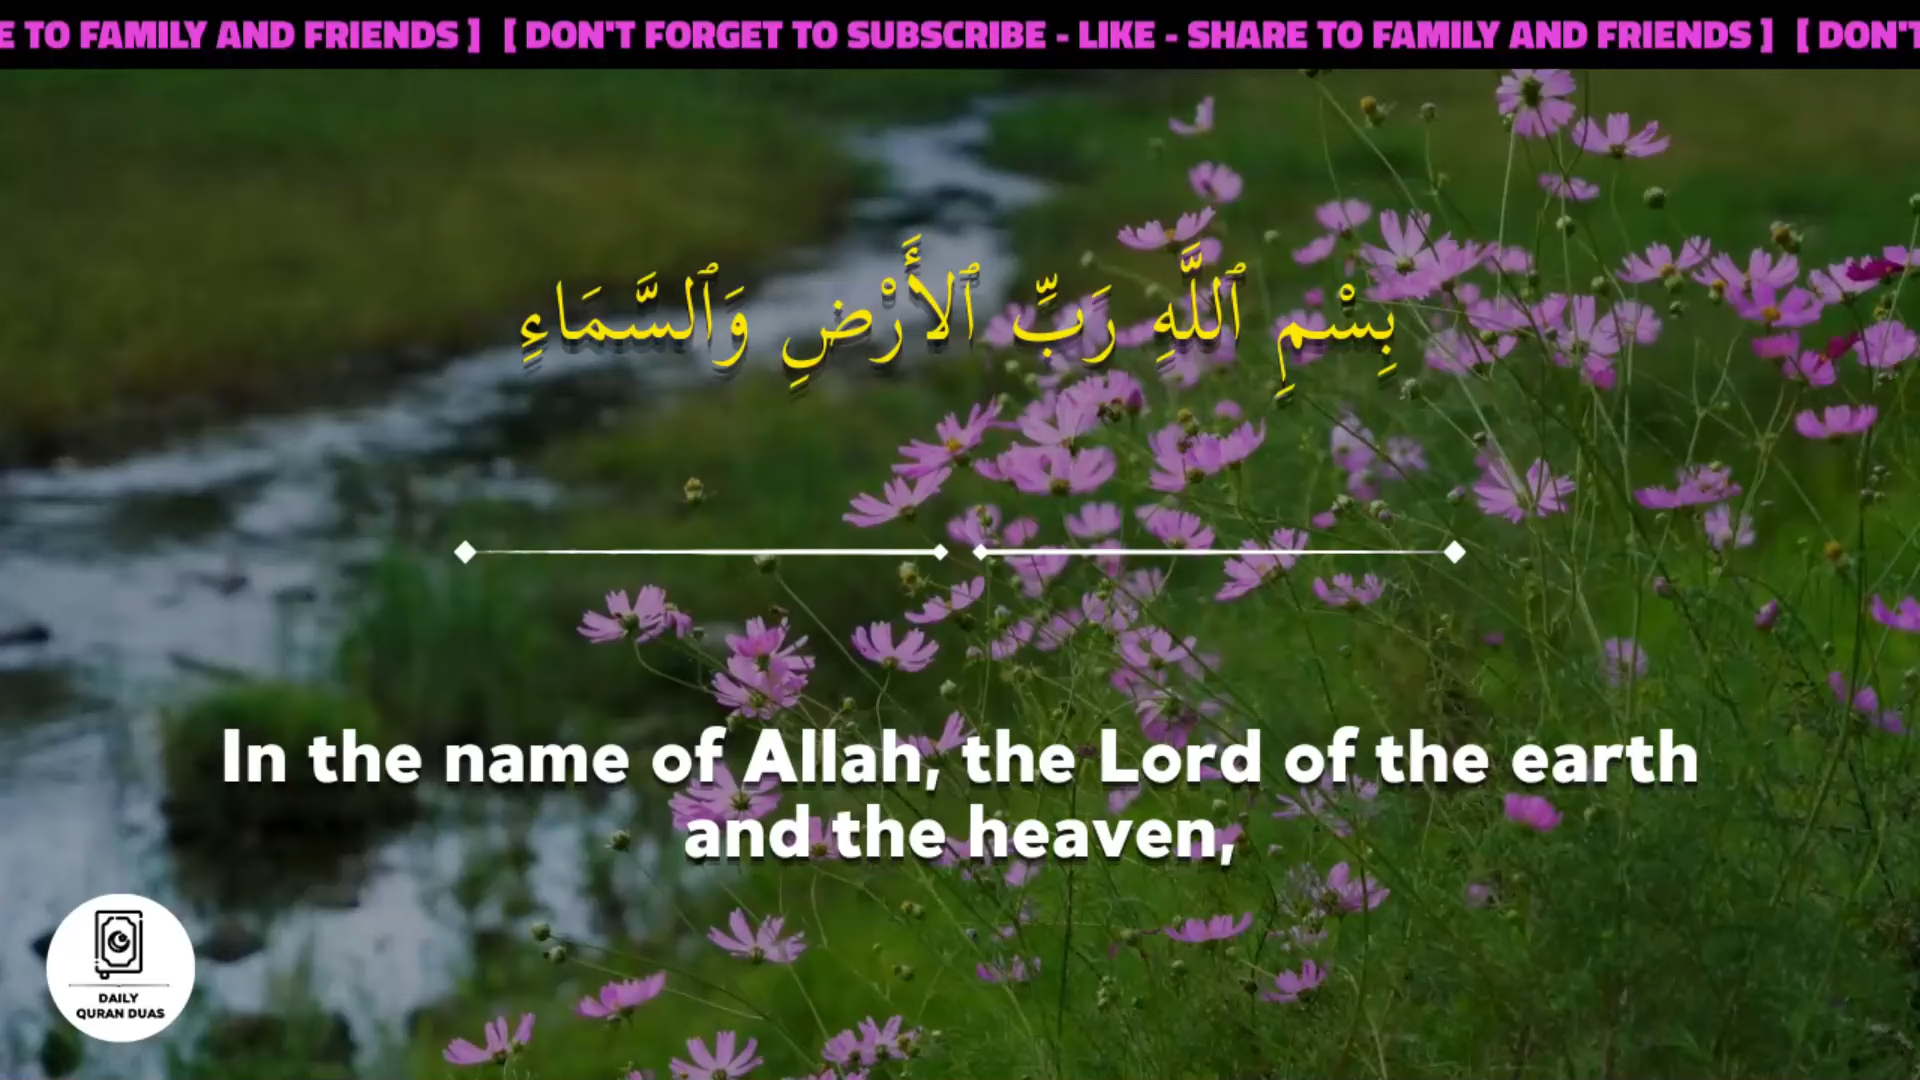 E TO FAMILY AND FRIENDS ] [ DON'T FORGET TO SUBSCRIBE - LIKE - SHARE TO FAMILY AND FRIENDS ] [ DON'T
بِسْمِ ٱللَّهِ رَبِّ ٱلأَرْضِ وَٱلسَّمَاءِ
In the name of Allah, the Lord of the earth
and the heaven,
DAILY
QURAN DUAS